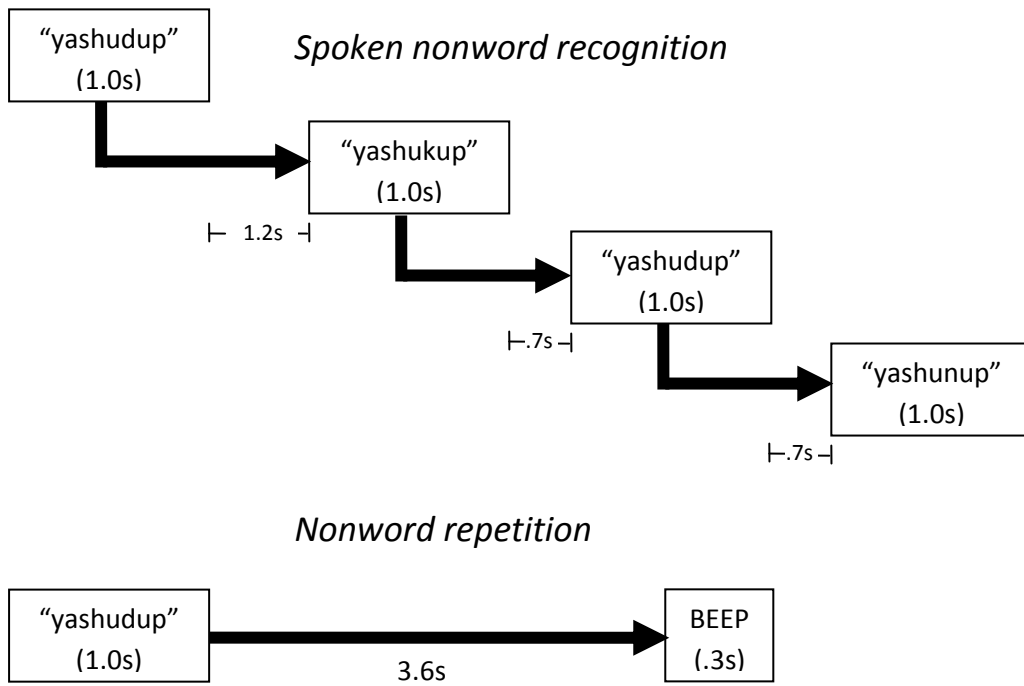 “yashudup”
(1.0s)
Spoken nonword recognition
“yashukup”
(1.0s)
1.2s
“yashudup”
(1.0s)
.7s
“yashunup”
(1.0s)
.7s
Nonword repetition
“yashudup”
(1.0s)
3.6s
BEEP
(.3s)